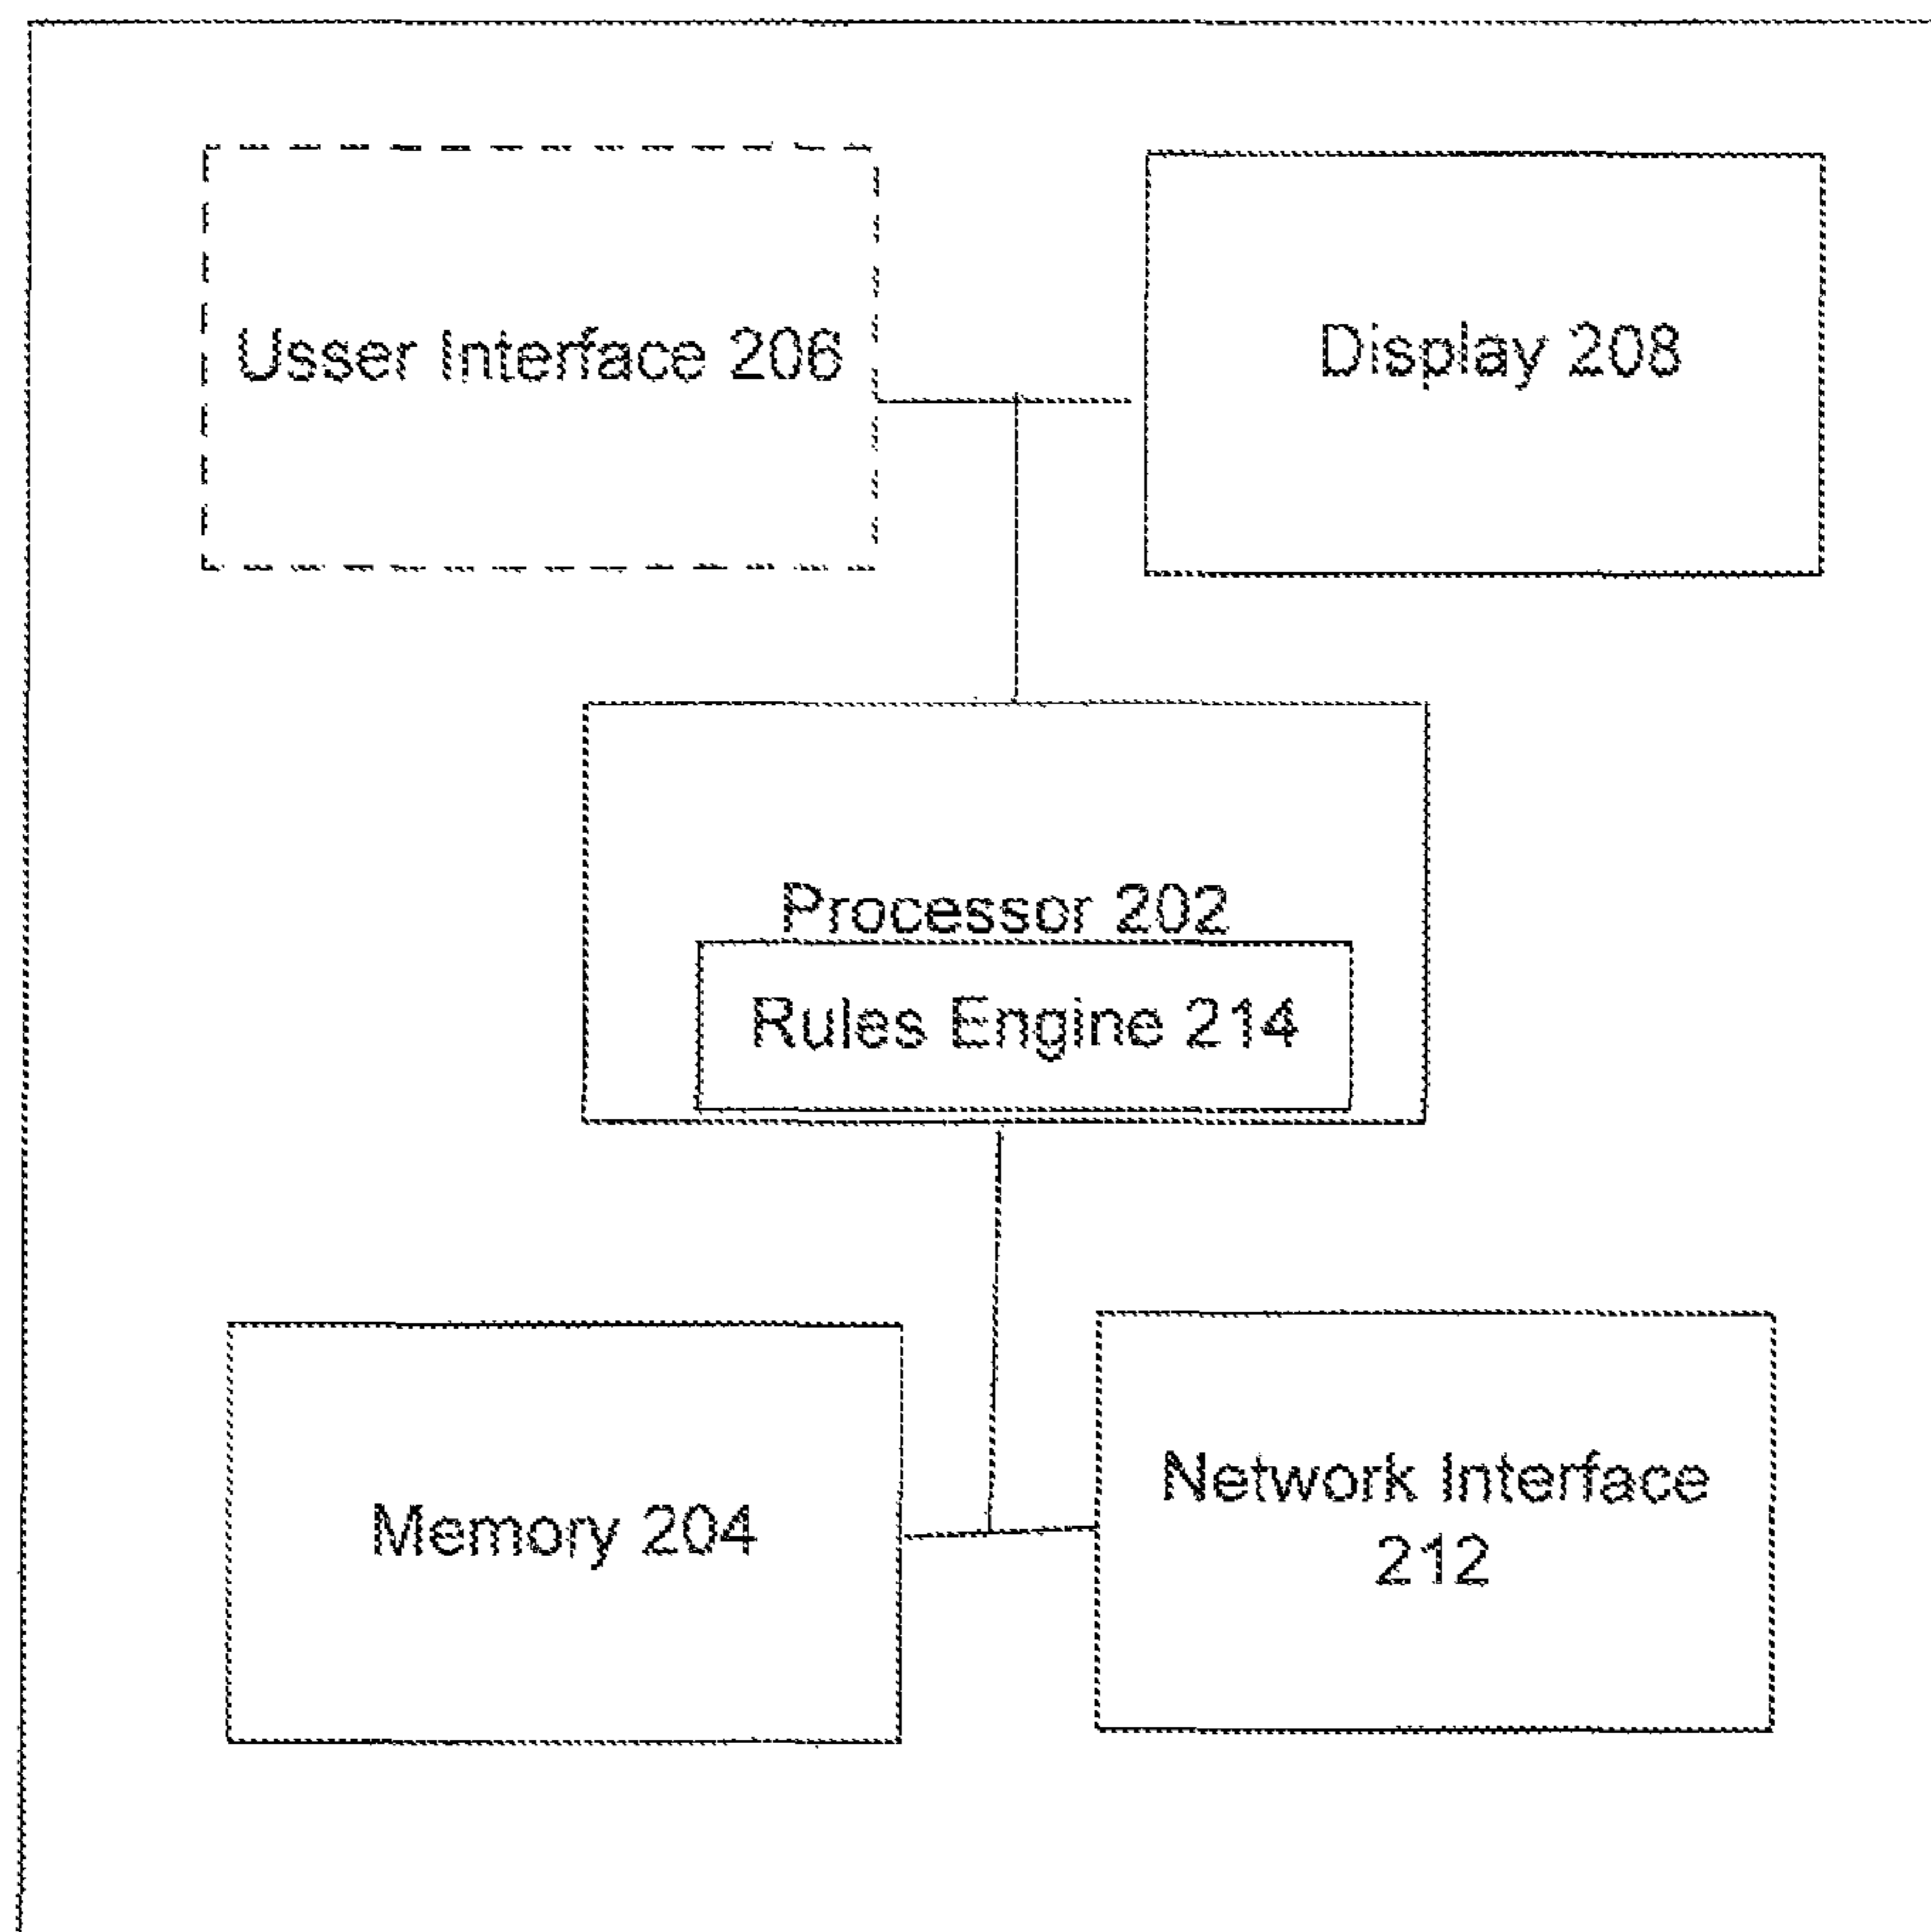 Usser Interface 206
Display 208
Processor 202
Rules Engine 214
Memory 204
Network Interface
212